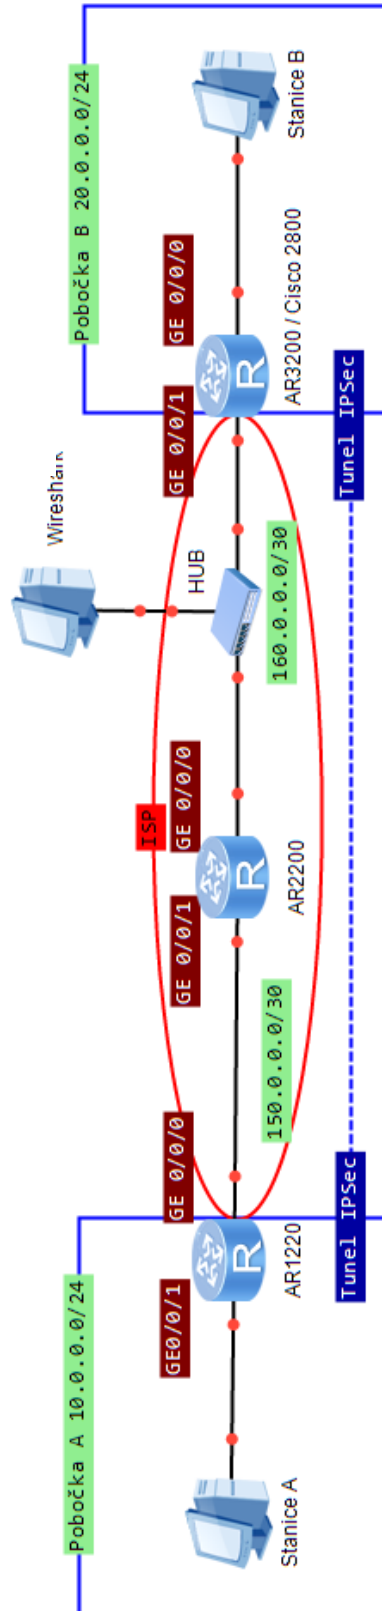 Pobočka A 10.0.0.0/24
Pobočka B 20.0.0.0/24
ISP
GE0/0/1
GE 0/0/0
GE 0/0/1
GE 0/0/0
HUB
GE 0/0/1
GE 0/0/0
Stanice A
AR1220
150.0.0.0/30
AR2200
160.0.0.0/30
AR3200 / Cisco 2800
Stanice B
Tunel IPSec
Tunel IPSec